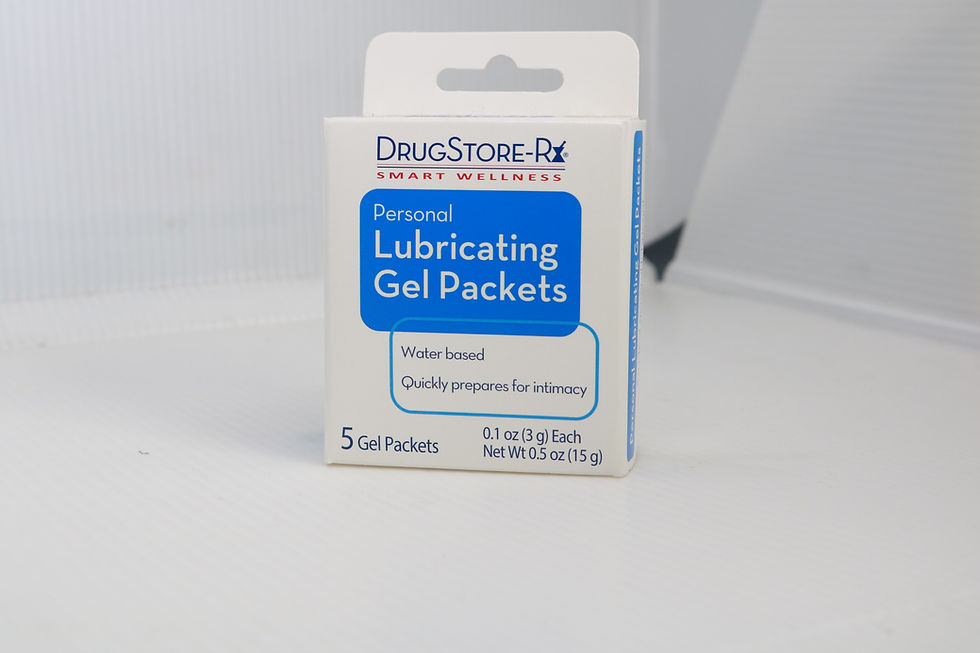 DRUGSTORE-Rx®
SMART WELLNESS
Personal
Lubricating
Gel Packets
Water based
Quickly prepares for intimacy
5 Gel Packets
0.1 oz (3 g) Each
Net Wt 0.5 oz (15 g)
Personal Lubricating Gel Packets